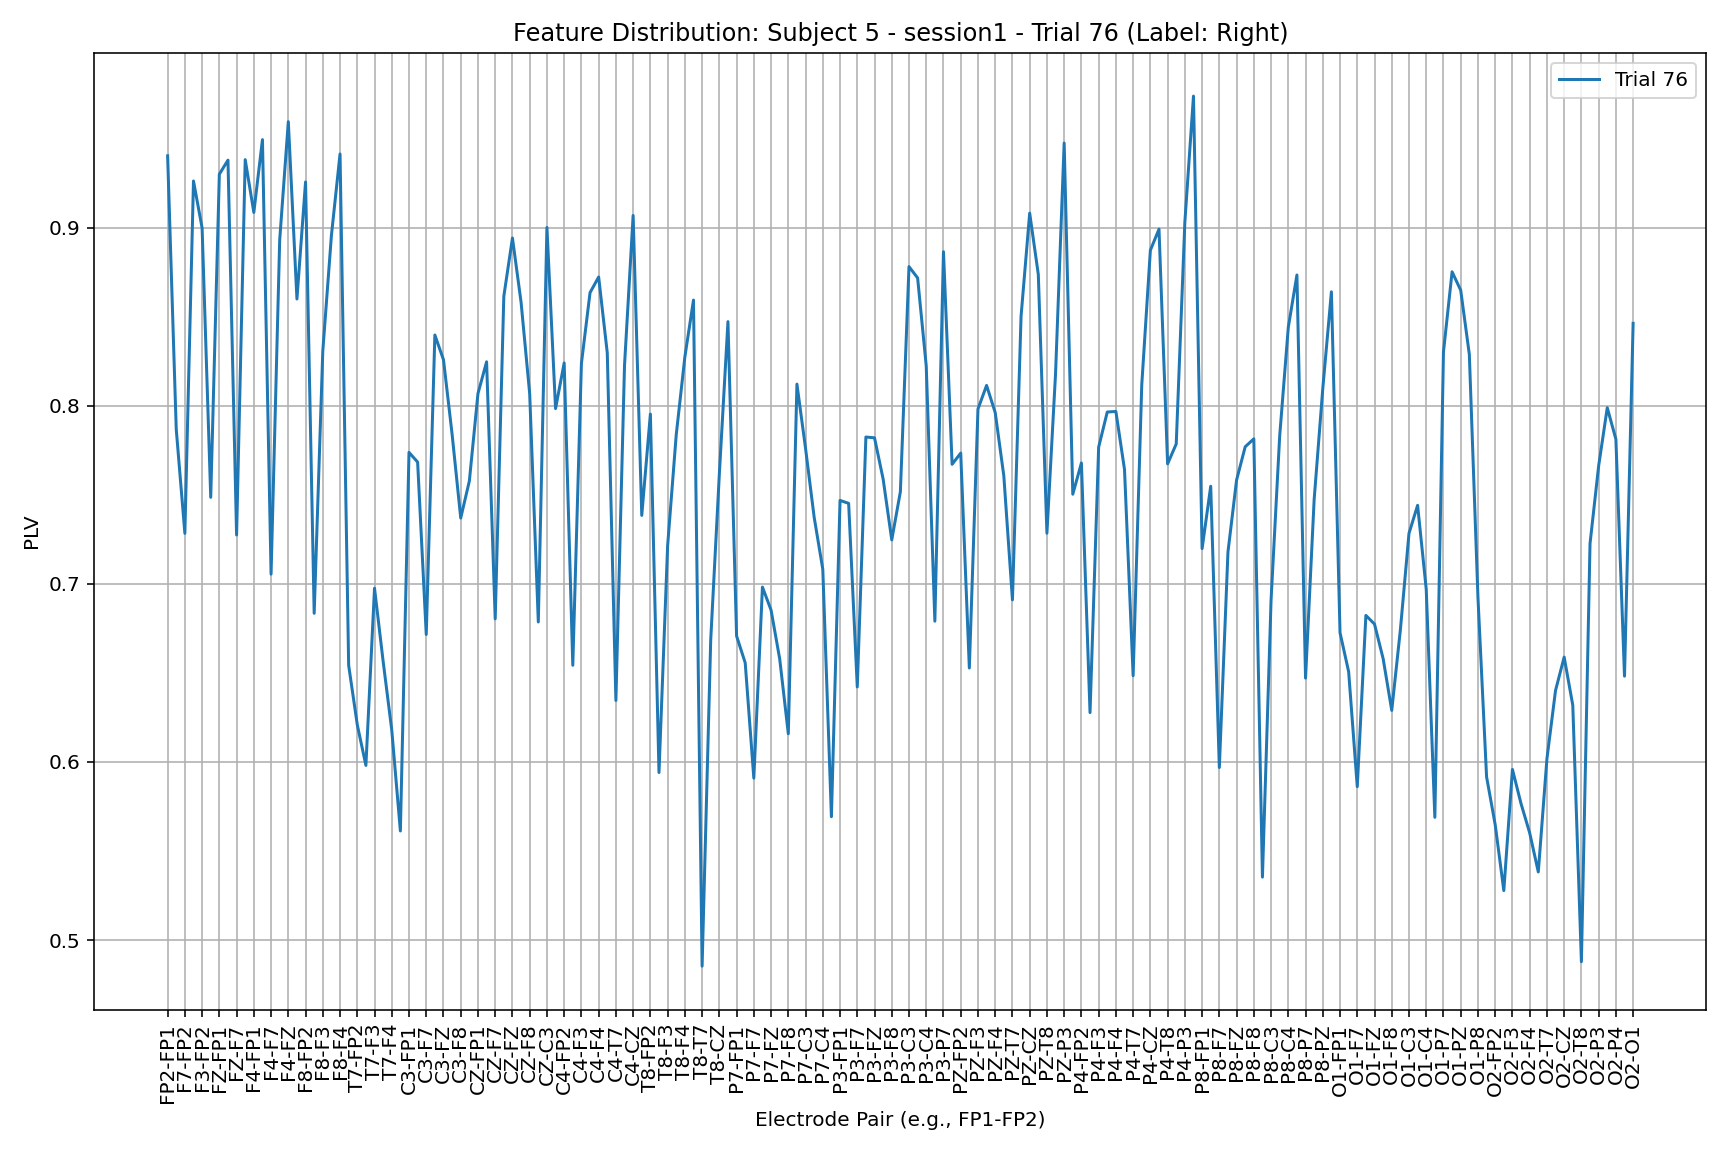 Feature Distribution: Subject 5 - session1 - Trial 76 (Label: Right)
Trial 76
PLV
0.9
0.8
0.7
0.6
0.5
FP2-FP1
F7-FP2
F3-FP2
FZ-FP1
FZ-F7
F4-FP1
F4-F7
F4-FZ
F8-FP2
F8-F3
F8-F4
T7-FP2
T7-F3
T7-F4
C3-FP1
C3-F7
C3-FZ
C3-F8
CZ-FP1
CZ-F7
CZ-FZ
CZ-F8
CZ-C3
C4-FP2
C4-F3
C4-F4
C4-T7
C4-CZ
T8-FP2
T8-F3
T8-F4
T8-T7
T8-CZ
P7-FP1
P7-F7
P7-FZ
P7-F8
P7-C3
P7-C4
P3-FP1
P3-F7
P3-FZ
P3-F8
P3-C3
P3-C4
P3-P7
PZ-FP2
PZ-F3
PZ-F4
PZ-T7
PZ-CZ
PZ-T8
PZ-P3
P4-FP2
P4-F3
P4-F4
P4-T7
P4-CZ
P4-T8
P4-P3
P8-FP1
P8-F7
P8-FZ
P8-F8
P8-C3
P8-C4
P8-P7
P8-PZ
O1-FP1
O1-F7
O1-FZ
O1-F8
O1-C3
O1-C4
O1-P7
O1-PZ
O1-P8
O2-FP2
O2-F3
O2-F4
O2-T7
O2-CZ
O2-T8
O2-P3
O2-P4
O2-O1
Electrode Pair (e.g., FP1-FP2)